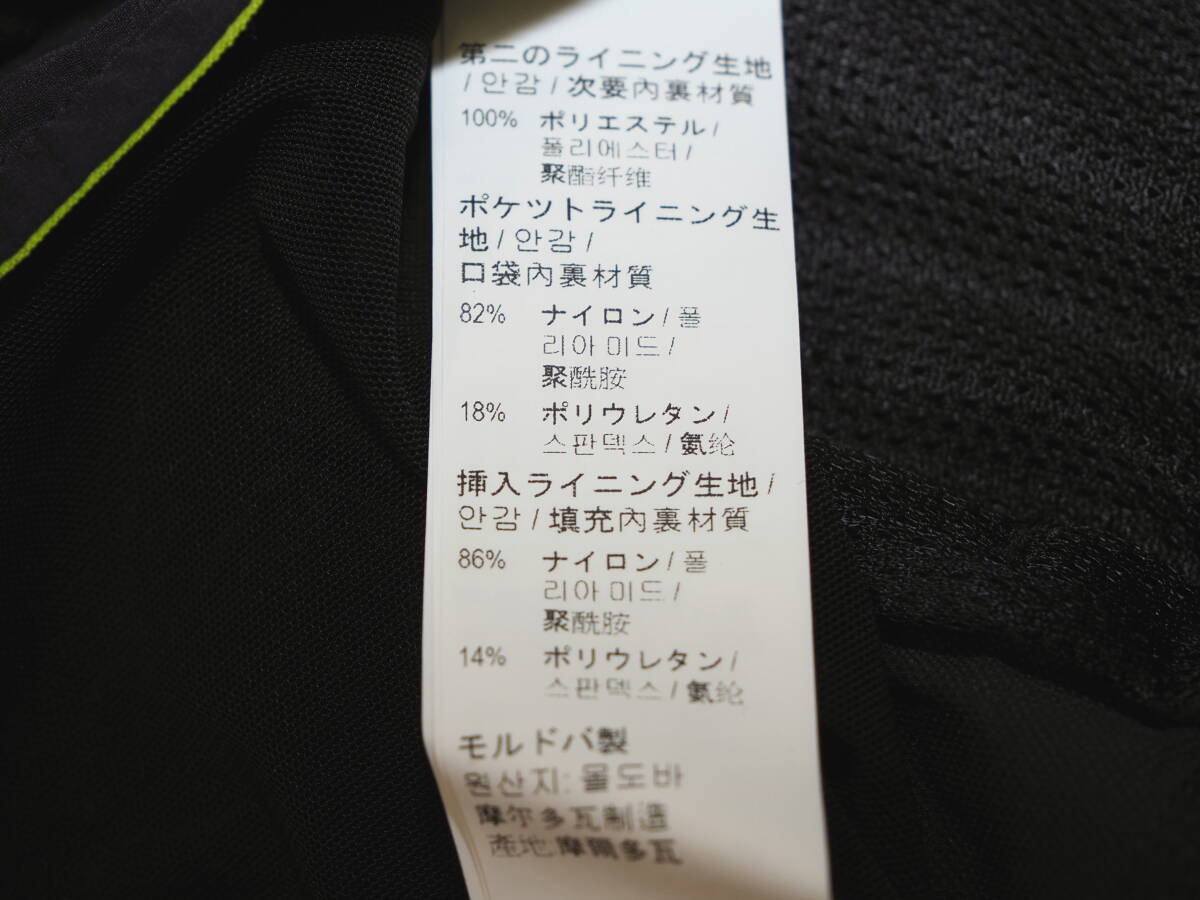 第二のライニング生地
/ 안감 / 次要內裏材質
100% ポリエステル /
폴리에스터 /
聚酯纤维
ポケツトライニング生
地 / 안감 /
口袋內裏材質
82% ナイロン / 폴
리아미드 /
聚酰胺
18% ポリウレタン /
스판덱스 / 氨纶
挿入ライニング生地 /
안감 / 填充內裏材質
86% ナイロン / 폴
리아미드 /
聚酰胺
14% ポリウレタン /
스판덱스 / 氨纶
モルドバ製
원산지: 몰도바
摩尔多瓦制造
產地:摩爾多瓦